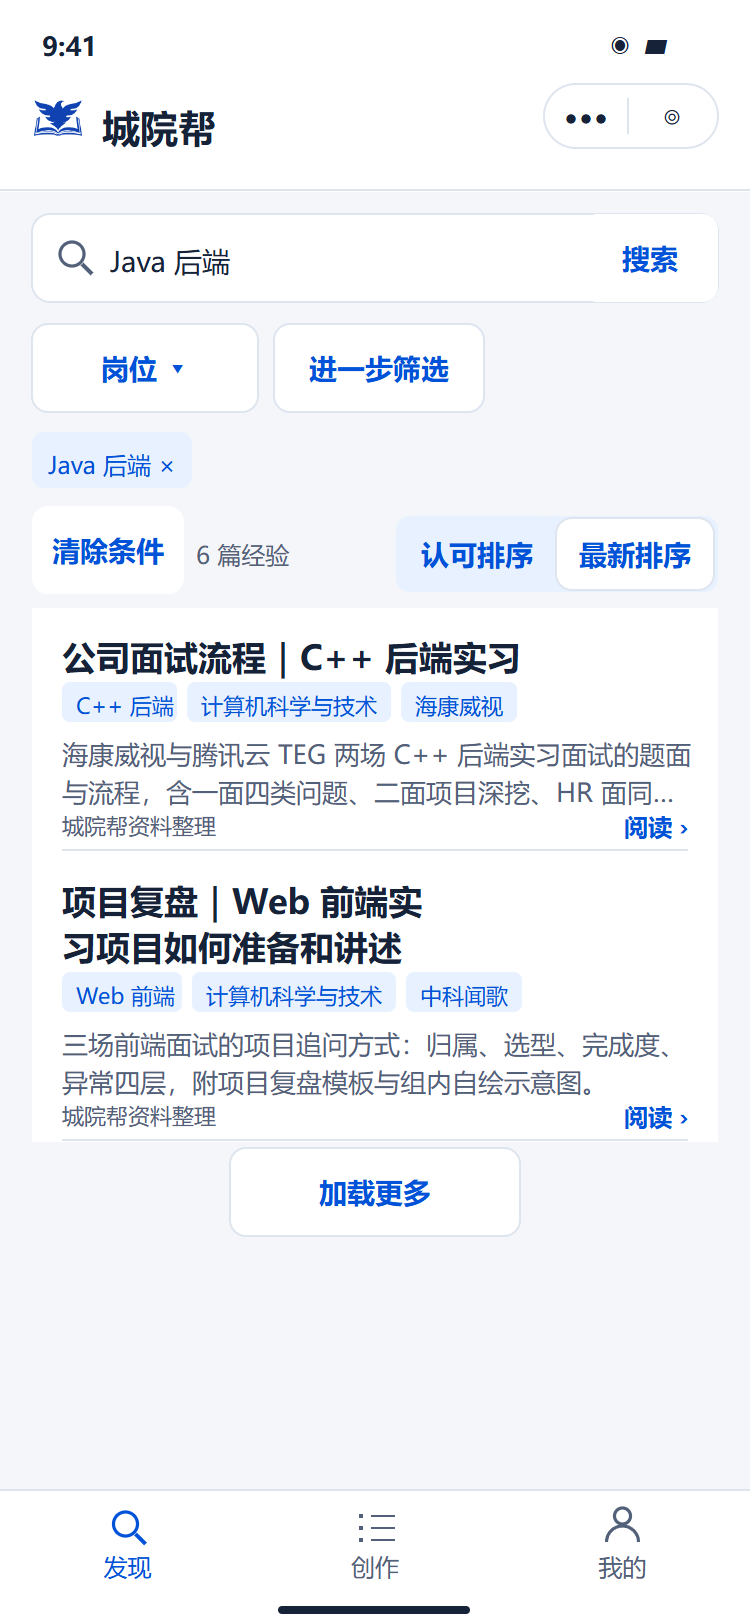 9:41
城院帮
Java 后端
搜索
岗位 ▾
进一步筛选
Java 后端 ×
清除条件
6 篇经验
认可排序
最新排序
公司面试流程 | C++ 后端实习
C++ 后端
计算机科学与技术
海康威视
海康威视与腾讯云 TEG 两场 C++ 后端实习面试的题面
与流程，含一面四类问题、二面项目深挖、HR 面同…
城院帮资料整理
阅读 ›
项目复盘 | Web 前端实
习项目如何准备和讲述
Web 前端
计算机科学与技术
中科闻歌
三场前端面试的项目追问方式：归属、选型、完成度、
异常四层，附项目复盘模板与组内自绘示意图。
城院帮资料整理
阅读 ›
加载更多
发现
创作
我的